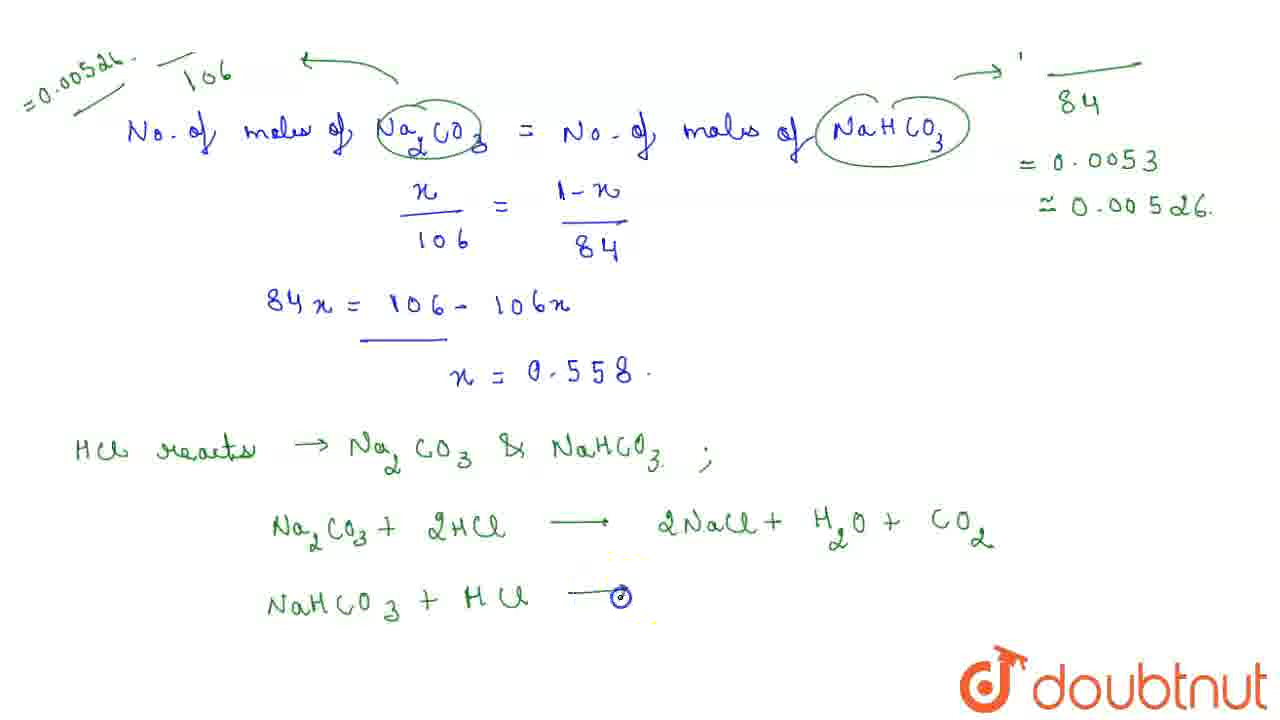 = 0.00526.
106
84
No. of moles of Na2CO3 = No. of moles of NaHCO3
= 0.0053
≃ 0.00526.
x/106 = 1-x/84
84x = 106 - 106x
x = 0.558.
HCl reacts → Na2CO3 & NaHCO3 ;
Na2CO3 + 2HCl → 2NaCl + H2O + CO2
NaHCO3 + HCl →
doubtnut